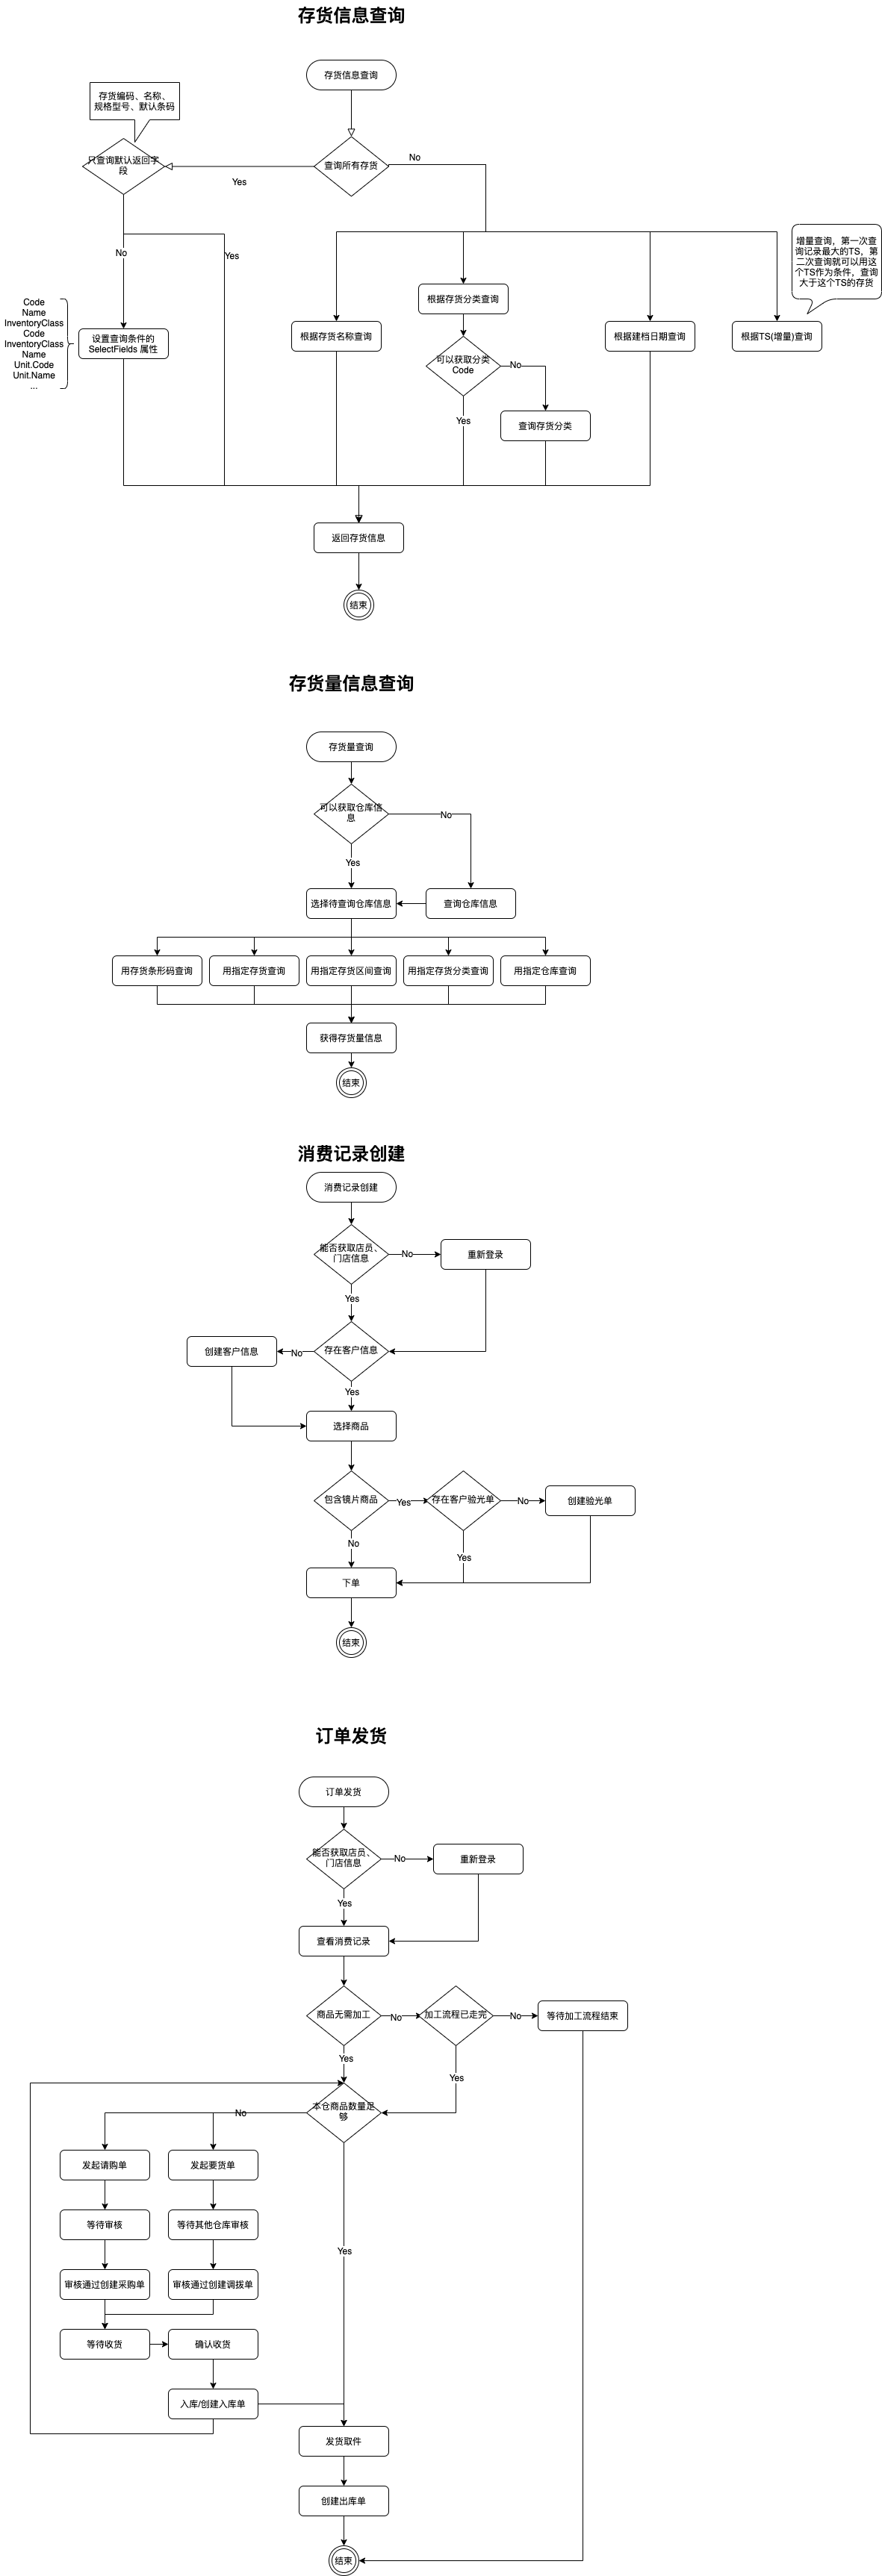 存货信息查询
存货信息查询
存货编码、名称、
规格型号、默认条码
只查询默认返回字
段
查询所有存货
No
Yes
No
Yes
增量查询，第一次查
询记录最大的TS，第
二次查询就可以用这
个TS作为条件，查询
大于这个TS的存货
Code
Name
InventoryClass
Code
InventoryClass
Name
Unit.Code
Unit.Name
...
设置查询条件的
SelectFields 属性
根据存货名称查询
根据存货分类查询
根据建档日期查询
根据TS(增量)查询
可以获取分类
Code
No
Yes
查询存货分类
返回存货信息
结束
存货量信息查询
存货量查询
可以获取仓库信
息
No
Yes
选择待查询仓库信息
查询仓库信息
用存货条形码查询
用指定存货查询
用指定存货区间查询
用指定存货分类查询
用指定仓库查询
获得存货量信息
结束
消费记录创建
消费记录创建
能否获取店员、
门店信息
No
重新登录
Yes
创建客户信息
No
存在客户信息
Yes
选择商品
包含镜片商品
Yes
存在客户验光单
No
创建验光单
No
Yes
下单
结束
订单发货
订单发货
能否获取店员、
门店信息
No
重新登录
Yes
查看消费记录
商品无需加工
No
加工流程已走完
No
等待加工流程结束
Yes
Yes
本仓商品数量足
够
No
发起请购单
发起要货单
等待审核
等待其他仓库审核
Yes
审核通过创建采购单
审核通过创建调拨单
等待收货
确认收货
入库/创建入库单
发货取件
创建出库单
结束